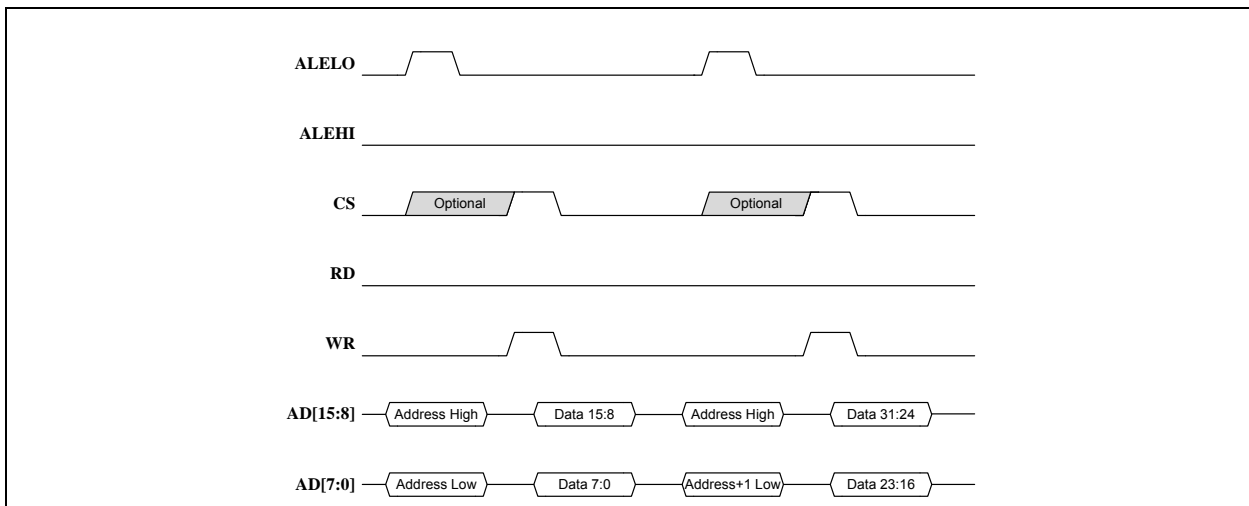 ALELO
ALEHI
CS Optional Optional
RD
WR
AD[15:8] Address High Data 15:8 Address High Data 31:24
AD[7:0] Address Low Data 7:0 Address+1 Low Data 23:16